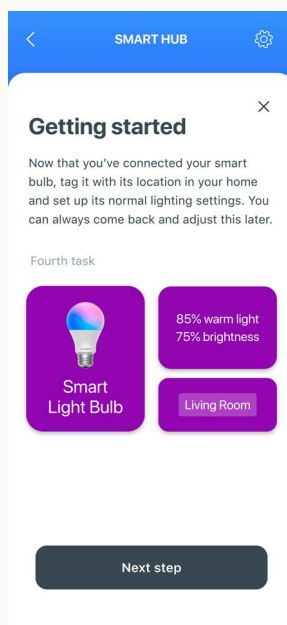 SMART HUB
Getting started
Now that you’ve connected your smart
bulb, tag it with its location in your home
and set up its normal lighting settings. You
can always come back and adjust this later.
Fourth task
Smart
Light Bulb
85% warm light
75% brightness
Living Room
Next step